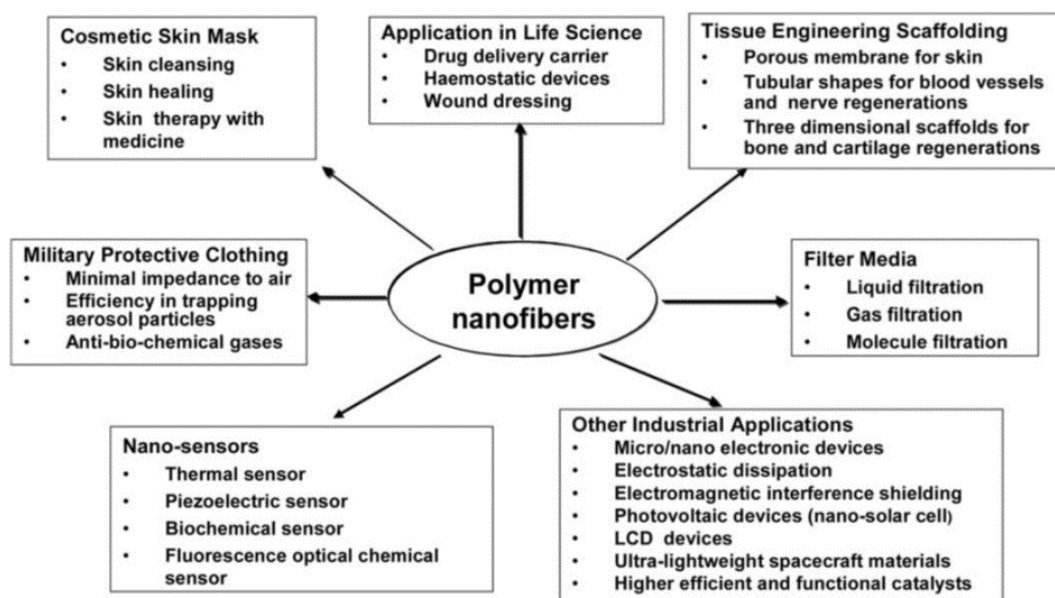 Cosmetic Skin Mask
• Skin cleansing
• Skin healing
• Skin therapy with
medicine
Application in Life Science
• Drug delivery carrier
• Haemostatic devices
• Wound dressing
Tissue Engineering Scaffolding
• Porous membrane for skin
• Tubular shapes for blood vessels
and nerve regenerations
• Three dimensional scaffolds for
bone and cartilage regenerations
Military Protective Clothing
• Minimal impedance to air
• Efficiency in trapping
aerosol particles
• Anti-bio-chemical gases
Polymer
nanofibers
Filter Media
• Liquid filtration
• Gas filtration
• Molecule filtration
Nano-sensors
• Thermal sensor
• Piezoelectric sensor
• Biochemical sensor
• Fluorescence optical chemical
sensor
Other Industrial Applications
• Micro/nano electronic devices
• Electrostatic dissipation
• Electromagnetic interference shielding
• Photovoltaic devices (nano-solar cell)
• LCD devices
• Ultra-lightweight spacecraft materials
• Higher efficient and functional catalysts